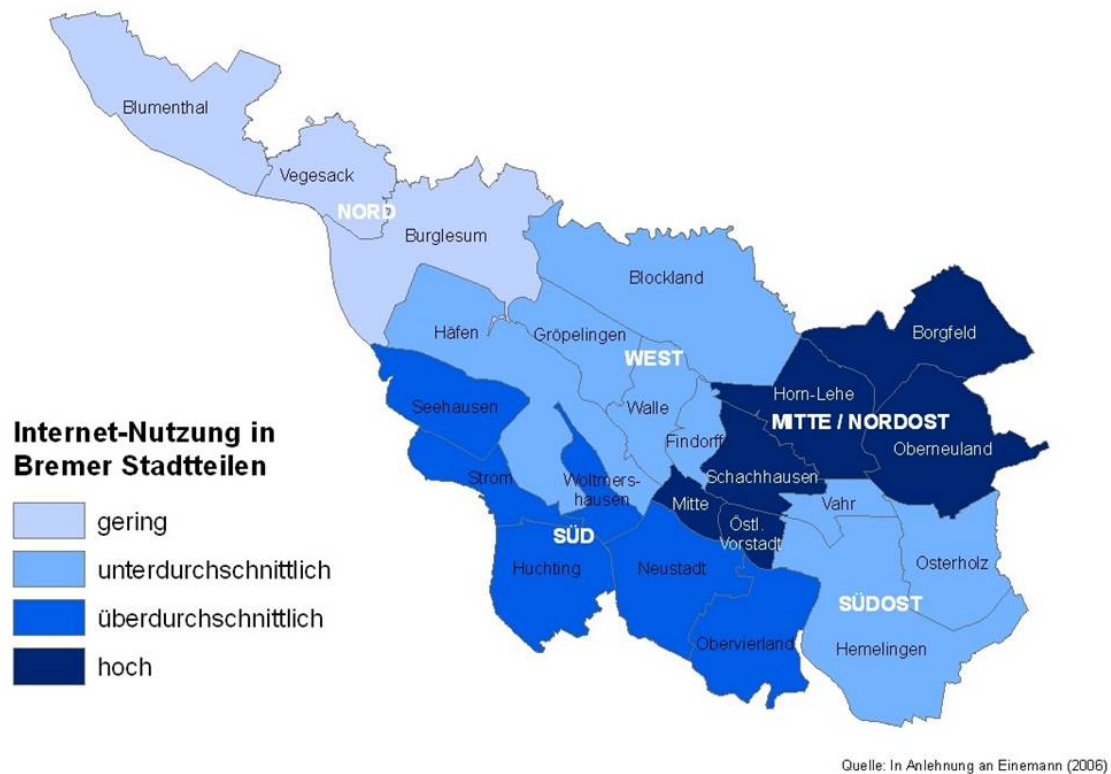 Blumenthal
Vegesack
NORD
Burglesum
Blockland
Häfen
Gröpelingen
WEST
Borgfeld
Horn-Lehe
Seehausen
Walle
MITTE / NORDOST
Findorff
Oberneuland
Internet-Nutzung in
Bremer Stadtteilen
Strom
Woltmers-
hausen
Schachhausen
Mitte
Vahr
Östl.
Vorstadt
gering
SÜD
Huchting
Neustadt
Osterholz
unterdurchschnittlich
SÜDOST
überdurchschnittlich
Obervierland
Hemelingen
hoch
Quelle: In Anlehnung an Einemann (2006)